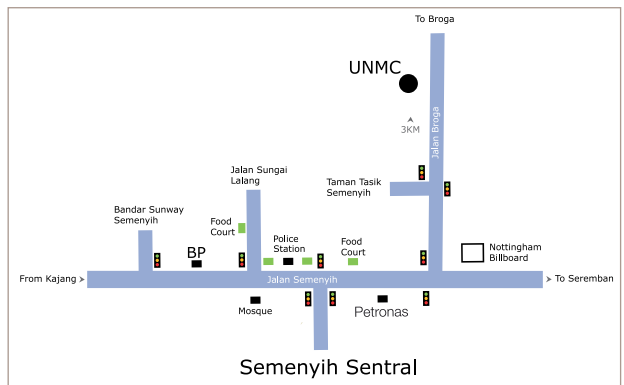 To Broga
UNMC
3KM
Jalan Broga
Jalan Sungai
Lalang
Taman Tasik
Semenyih
Bandar Sunway
Semenyih
Food
Court
Police
Station
Food
Court
BP
Nottingham
Billboard
From Kajang
Jalan Semenyih
To Seremban
Mosque
Petronas
Semenyih Sentral